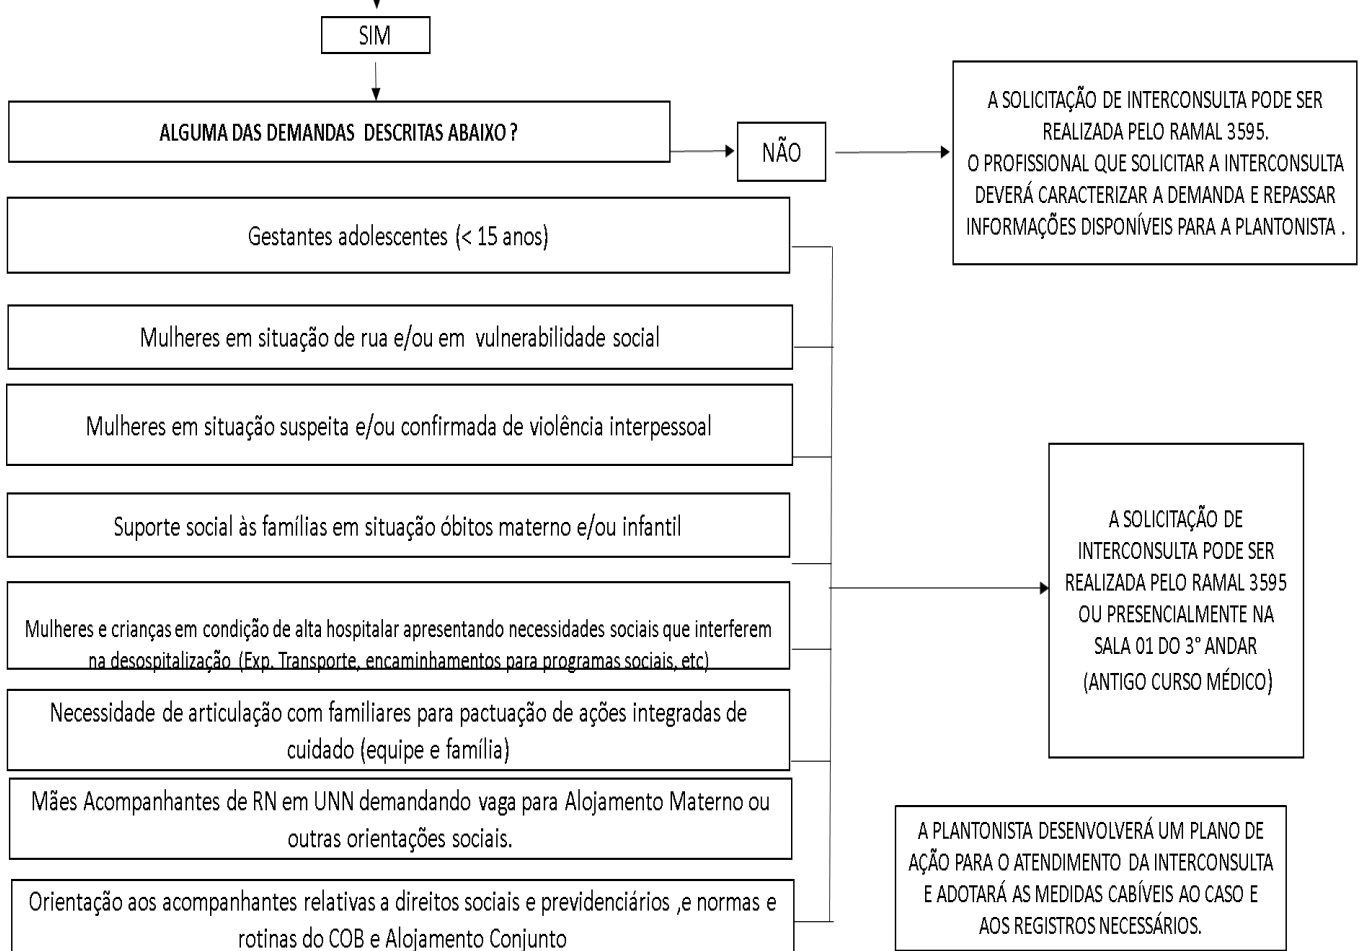 SIM
ALGUMA DAS DEMANDAS DESCRITAS ABAIXO ?
NÃO
A SOLICITAÇÃO DE INTERCONSULTA PODE SER
REALIZADA PELO RAMAL 3595.
O PROFISSIONAL QUE SOLICITAR A INTERCONSULTA
DEVERÁ CARACTERIZAR A DEMANDA E REPASSAR
INFORMAÇÕES DISPONÍVEIS PARA A PLANTONISTA .
Gestantes adolescentes (< 15 anos)
Mulheres em situação de rua e/ou em vulnerabilidade social
Mulheres em situação suspeita e/ou confirmada de violência interpessoal
Suporte social às famílias em situação óbitos materno e/ou infantil
Mulheres e crianças em condição de alta hospitalar apresentando necessidades sociais que interferem
na desospitalização (Exp. Transporte, encaminhamentos para programas sociais, etc)
Necessidade de articulação com familiares para pactuação de ações integradas de
cuidado (equipe e família)
Mães Acompanhantes de RN em UNN demandando vaga para Alojamento Materno ou
outras orientações sociais.
Orientação aos acompanhantes relativas a direitos sociais e previdenciários ,e normas e
rotinas do COB e Alojamento Conjunto
A SOLICITAÇÃO DE
INTERCONSULTA PODE SER
REALIZADA PELO RAMAL 3595
OU PRESENCIALMENTE NA
SALA 01 DO 3° ANDAR
(ANTIGO CURSO MÉDICO)
A PLANTONISTA DESENVOLVERÁ UM PLANO DE
AÇÃO PARA O ATENDIMENTO DA INTERCONSULTA
E ADOTARÁ AS MEDIDAS CABÍVEIS AO CASO E
AOS REGISTROS NECESSÁRIOS.